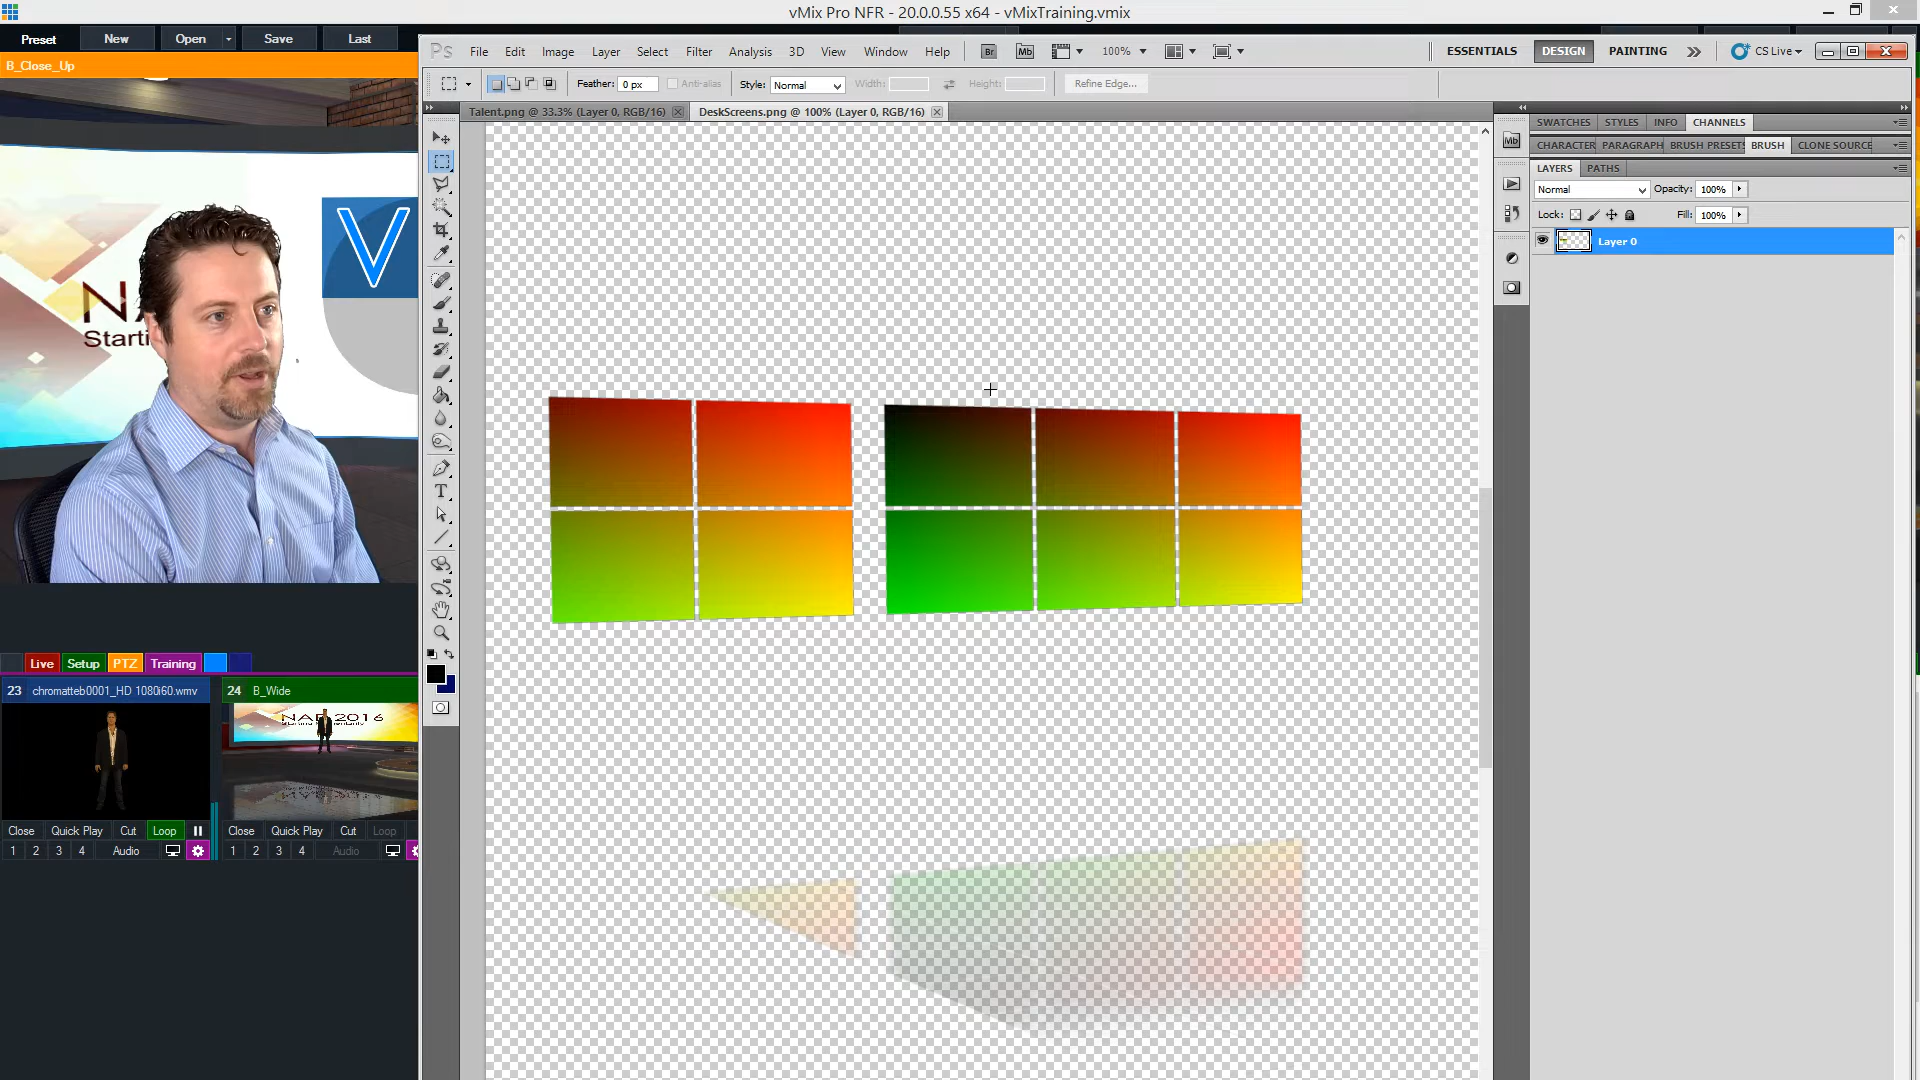 vMix Pro NFR - 20.0.0.55 x64 - vMixTraining.vmix
Preset New Open Save Last
B_Close_Up
Ps File Edit Image Layer Select Filter Analysis 3D View Window Help Br Mb 100% ESSENTIALS DESIGN PAINTING CS Live
Feather: 0 px Anti-alias Style: Normal Width: Height: Refine Edge...
Talent.png @ 33.3% (Layer 0, RGB/16) DeskScreens.png @ 100% (Layer 0, RGB/16)
SWATCHES STYLES INFO CHANNELS
Mb
CHARACTER PARAGRAPH BRUSH PRESETS BRUSH CLONE SOURCE
LAYERS PATHS
Normal Opacity: 100%
Lock: Fill: 100%
Layer 0
V
Starti
T
Live Setup PTZ Training
23 chromatteb0001_HD 1080i60.wmv 24 B_Wide
NAB 2016
Close Quick Play Cut Loop Close Quick Play Cut Loop
1 2 3 4 Audio 1 2 3 4 Audio